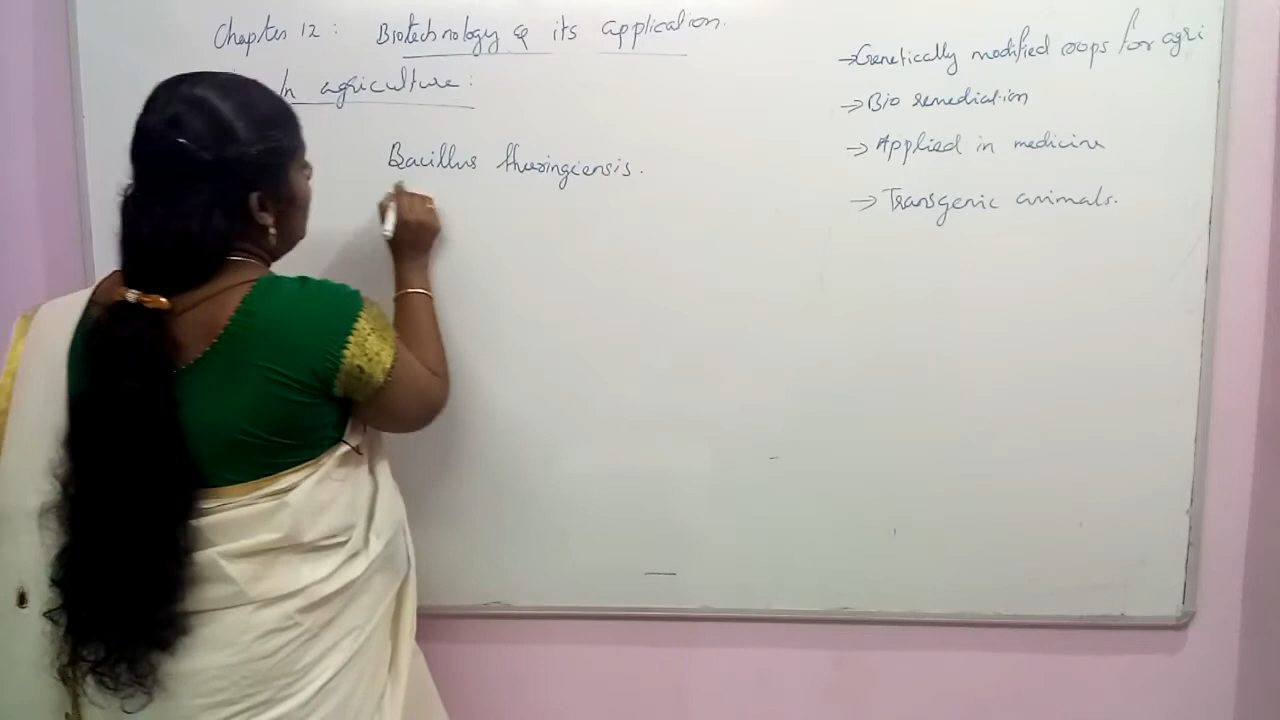 Chapter 12 : Biotechnology & its application.
In agriculture :
Bacillus thuringiensis.
→Genetically modified crops for agri
→Bio remediation
→Applied in medicine
→Transgenic animals.